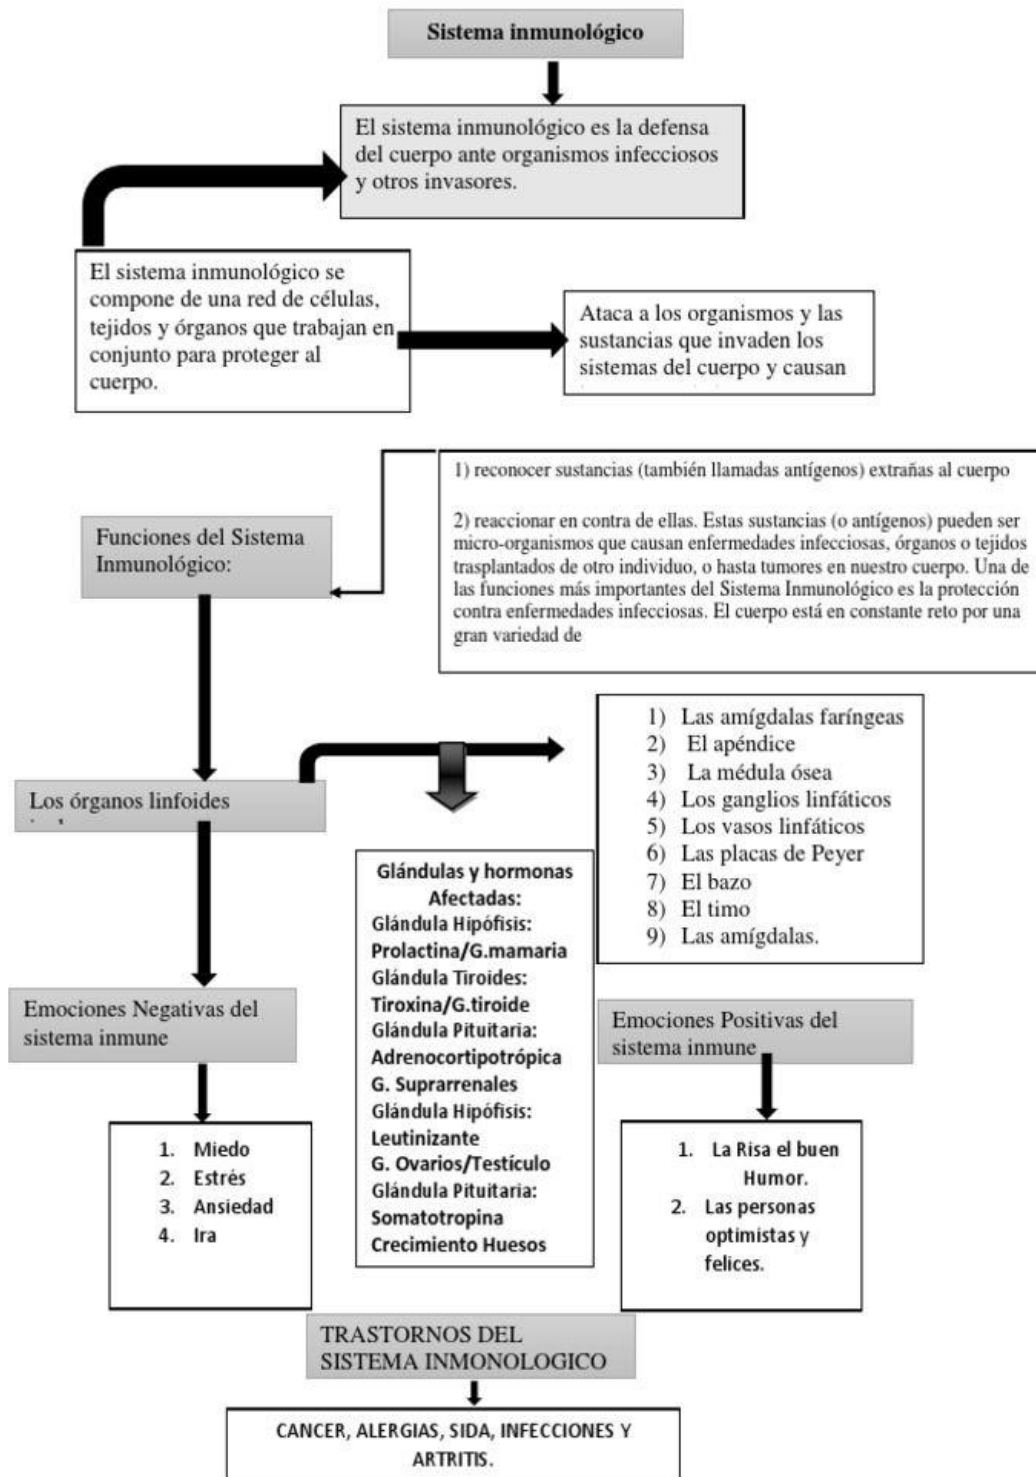 Sistema inmunológico
El sistema inmunológico es la defensa
del cuerpo ante organismos infecciosos
y otros invasores.
El sistema inmunológico se
compone de una red de células,
tejidos y órganos que trabajan en
conjunto para proteger al
cuerpo.
Ataca a los organismos y las
sustancias que invaden los
sistemas del cuerpo y causan
1) reconocer sustancias (también llamadas antígenos) extrañas al cuerpo
2) reaccionar en contra de ellas. Estas sustancias (o antígenos) pueden ser
micro-organismos que causan enfermedades infecciosas, órganos o tejidos
trasplantados de otro individuo, o hasta tumores en nuestro cuerpo. Una de
las funciones más importantes del Sistema Inmunológico es la protección
contra enfermedades infecciosas. El cuerpo está en constante reto por una
gran variedad de
Funciones del Sistema
Inmunológico:
Los órganos linfoides
1) Las amígdalas faríngeas
2) El apéndice
3) La médula ósea
4) Los ganglios linfáticos
5) Los vasos linfáticos
6) Las placas de Peyer
7) El bazo
8) El timo
9) Las amígdalas.
Glándulas y hormonas
Afectadas:
Glándula Hipófisis:
Prolactina/G.mamaria
Glándula Tiroides:
Tiroxina/G.tiroide
Glándula Pituitaria:
Adrenocortipotrópica
G. Suprarrenales
Glándula Hipófisis:
Leutinizante
G. Ovarios/Testículo
Glándula Pituitaria:
Somatotropina
Crecimiento Huesos
Emociones Negativas del
sistema inmune
1. Miedo
2. Estrés
3. Ansiedad
4. Ira
Emociones Positivas del
sistema inmune
1. La Risa el buen
Humor.
2. Las personas
optimistas y
felices.
TRASTORNOS DEL
SISTEMA INMONOLOGICO
CANCER, ALERGIAS, SIDA, INFECCIONES Y
ARTRITIS.